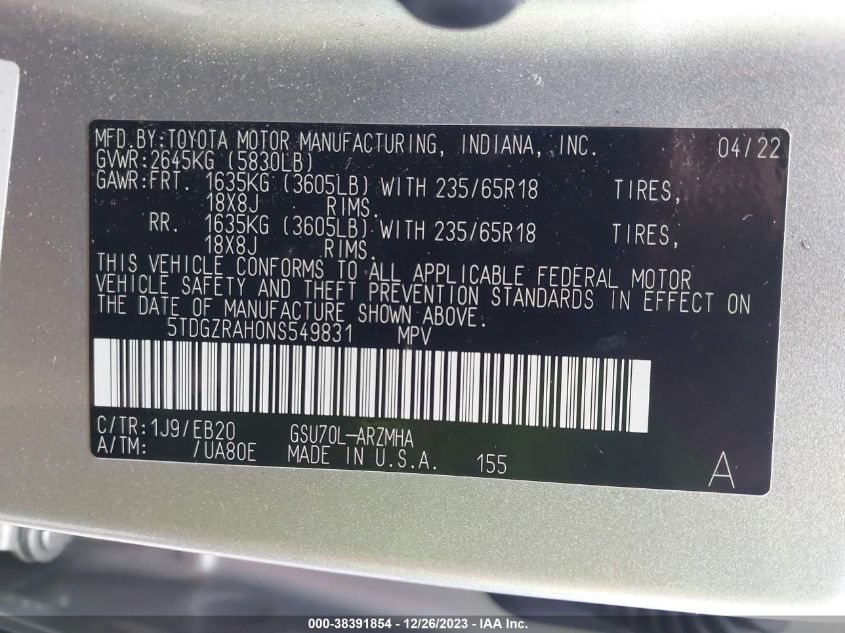 MFD.BY:TOYOTA MOTOR MANUFACTURING, INDIANA, INC. 04/22
GVWR:2645KG (5830LB)
GAWR:FRT. 1635KG (3605LB) WITH 235/65R18 TIRES,
18X8J RIMS.
RR. 1635KG (3605LB) WITH 235/65R18 TIRES,
18X8J RIMS.
THIS VEHICLE CONFORMS TO ALL APPLICABLE FEDERAL MOTOR
VEHICLE SAFETY AND THEFT PREVENTION STANDARDS IN EFFECT ON
THE DATE OF MANUFACTURE SHOWN ABOVE.
5TDGZRAH0NS549831 MPV
C/TR:1J9/EB20 GSU70L-ARZMHA
A/TM: /UA80E MADE IN U.S.A. 155 A
000-38391854 - 12/26/2023 - IAA Inc.